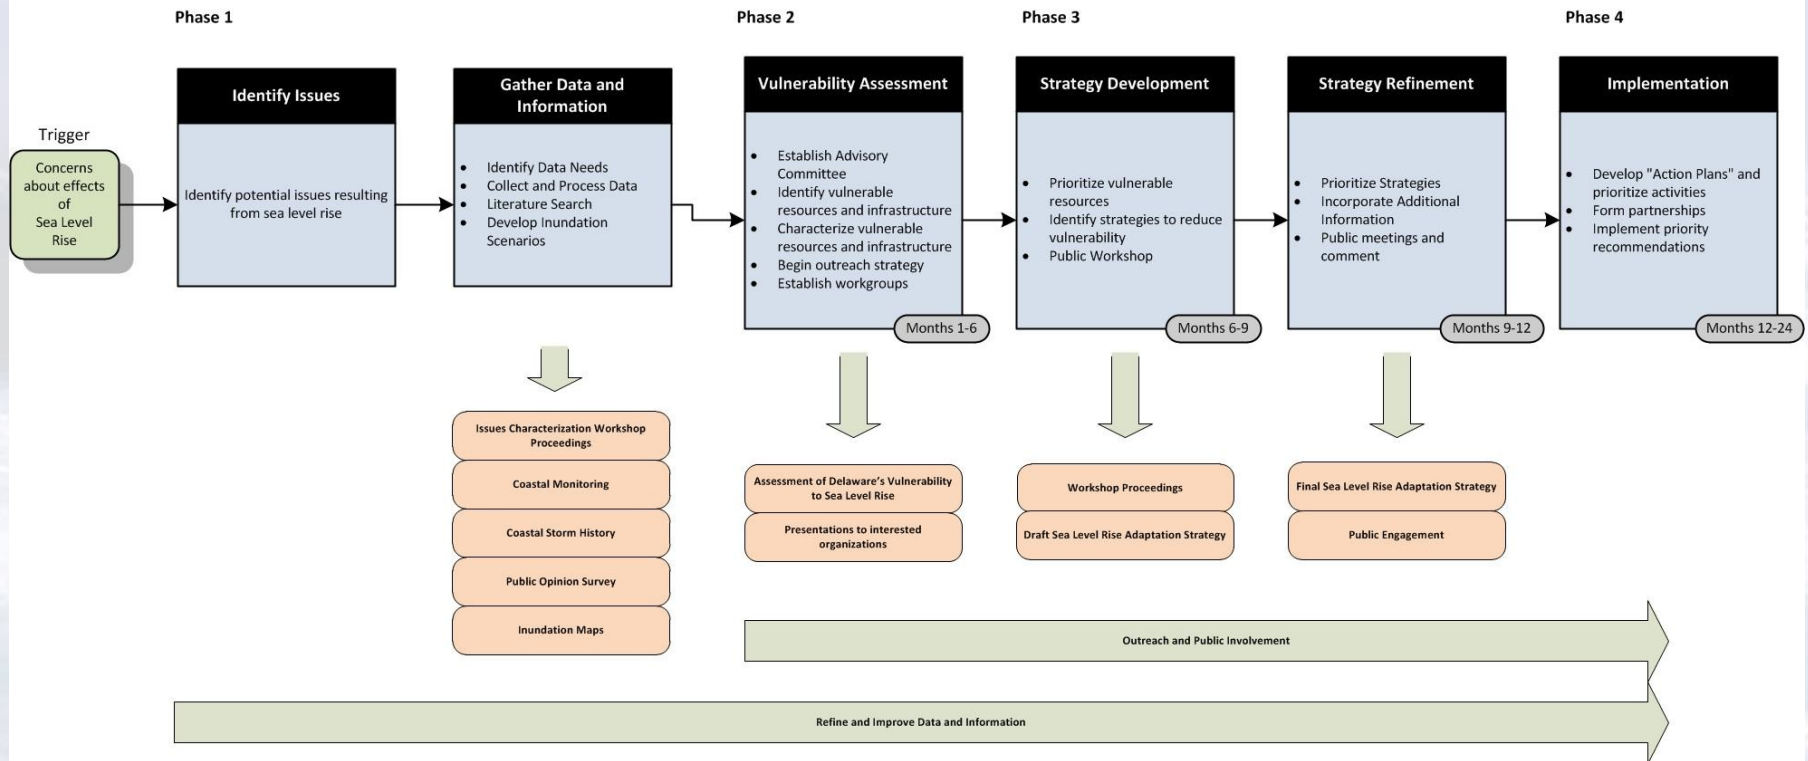 Phase 1
Phase 2
Phase 3
Phase 4
Trigger
Concerns
about effects
of
Sea Level
Rise
Identify Issues
Identify potential issues resulting
from sea level rise
Gather Data and
Information
• Identify Data Needs
• Collect and Process Data
• Literature Search
• Develop Inundation
Scenarios
Vulnerability Assessment
• Establish Advisory
Committee
• Identify vulnerable
resources and infrastructure
• Characterize vulnerable
resources and infrastructure
• Begin outreach strategy
• Establish workgroups
Months 1-6
Strategy Development
• Prioritize vulnerable
resources
• Identify strategies to reduce
vulnerability
• Public Workshop
Months 6-9
Strategy Refinement
• Prioritize Strategies
• Incorporate Additional
Information
• Public meetings and
comment
Months 9-12
Implementation
• Develop "Action Plans" and
prioritize activities
• Form partnerships
• Implement priority
recommendations
Months 12-24
Issues Characterization Workshop
Proceedings
Coastal Monitoring
Coastal Storm History
Public Opinion Survey
Inundation Maps
Assessment of Delaware's Vulnerability
to Sea Level Rise
Presentations to interested
organizations
Workshop Proceedings
Draft Sea Level Rise Adaptation Strategy
Final Sea Level Rise Adaptation Strategy
Public Engagement
Outreach and Public Involvement
Refine and Improve Data and Information